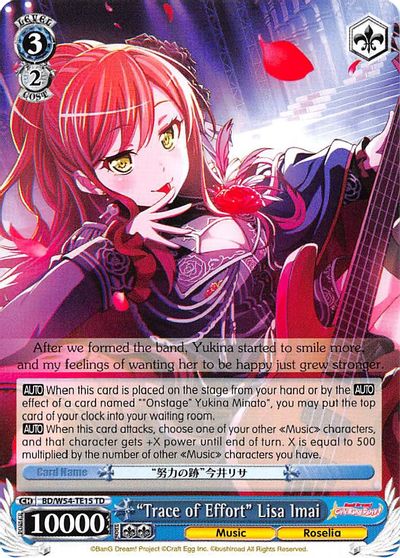 LEVEL
3
2
COST
After we formed the band, Yukina started to smile more,
and my feelings of wanting her to be happy just grew stronger.
AUTO When this card is placed on the stage from your hand or by the AUTO
effect of a card named ""Onstage" Yukina Minato", you may put the top
card of your clock into your waiting room.
AUTO When this card attacks, choose one of your other «Music» characters,
and that character gets +X power until end of turn. X is equal to 500
multiplied by the number of other «Music» characters you have.
Card Name
"努力の跡"今井リサ
CD BD/W54-TE15 TD
"Trace of Effort" Lisa Imai
POWER
10000
SOUL
Music
Roselia
©BanG Dream! Project ©Craft Egg Inc. ©bushiroad All Rights Reserved.